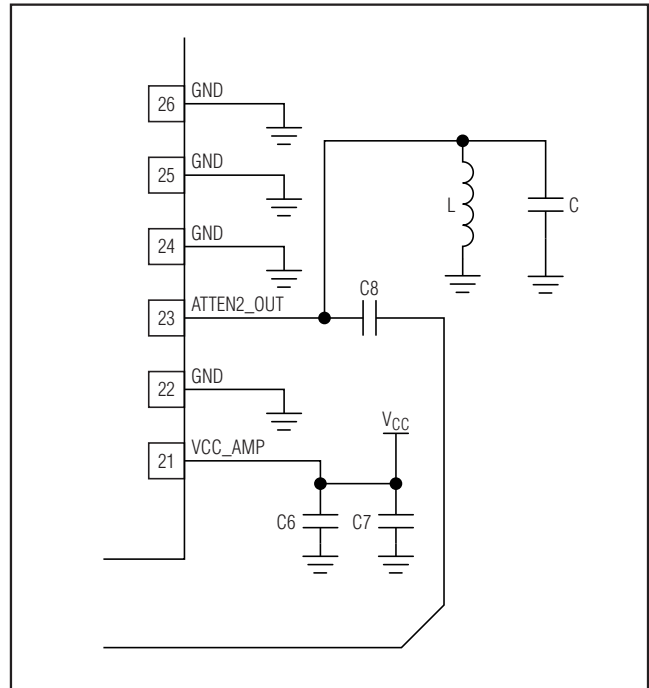 26 GND
25 GND
24 GND
L
C
C8
23 ATTEN2_OUT
22 GND
VCC
21 VCC_AMP
C6
C7